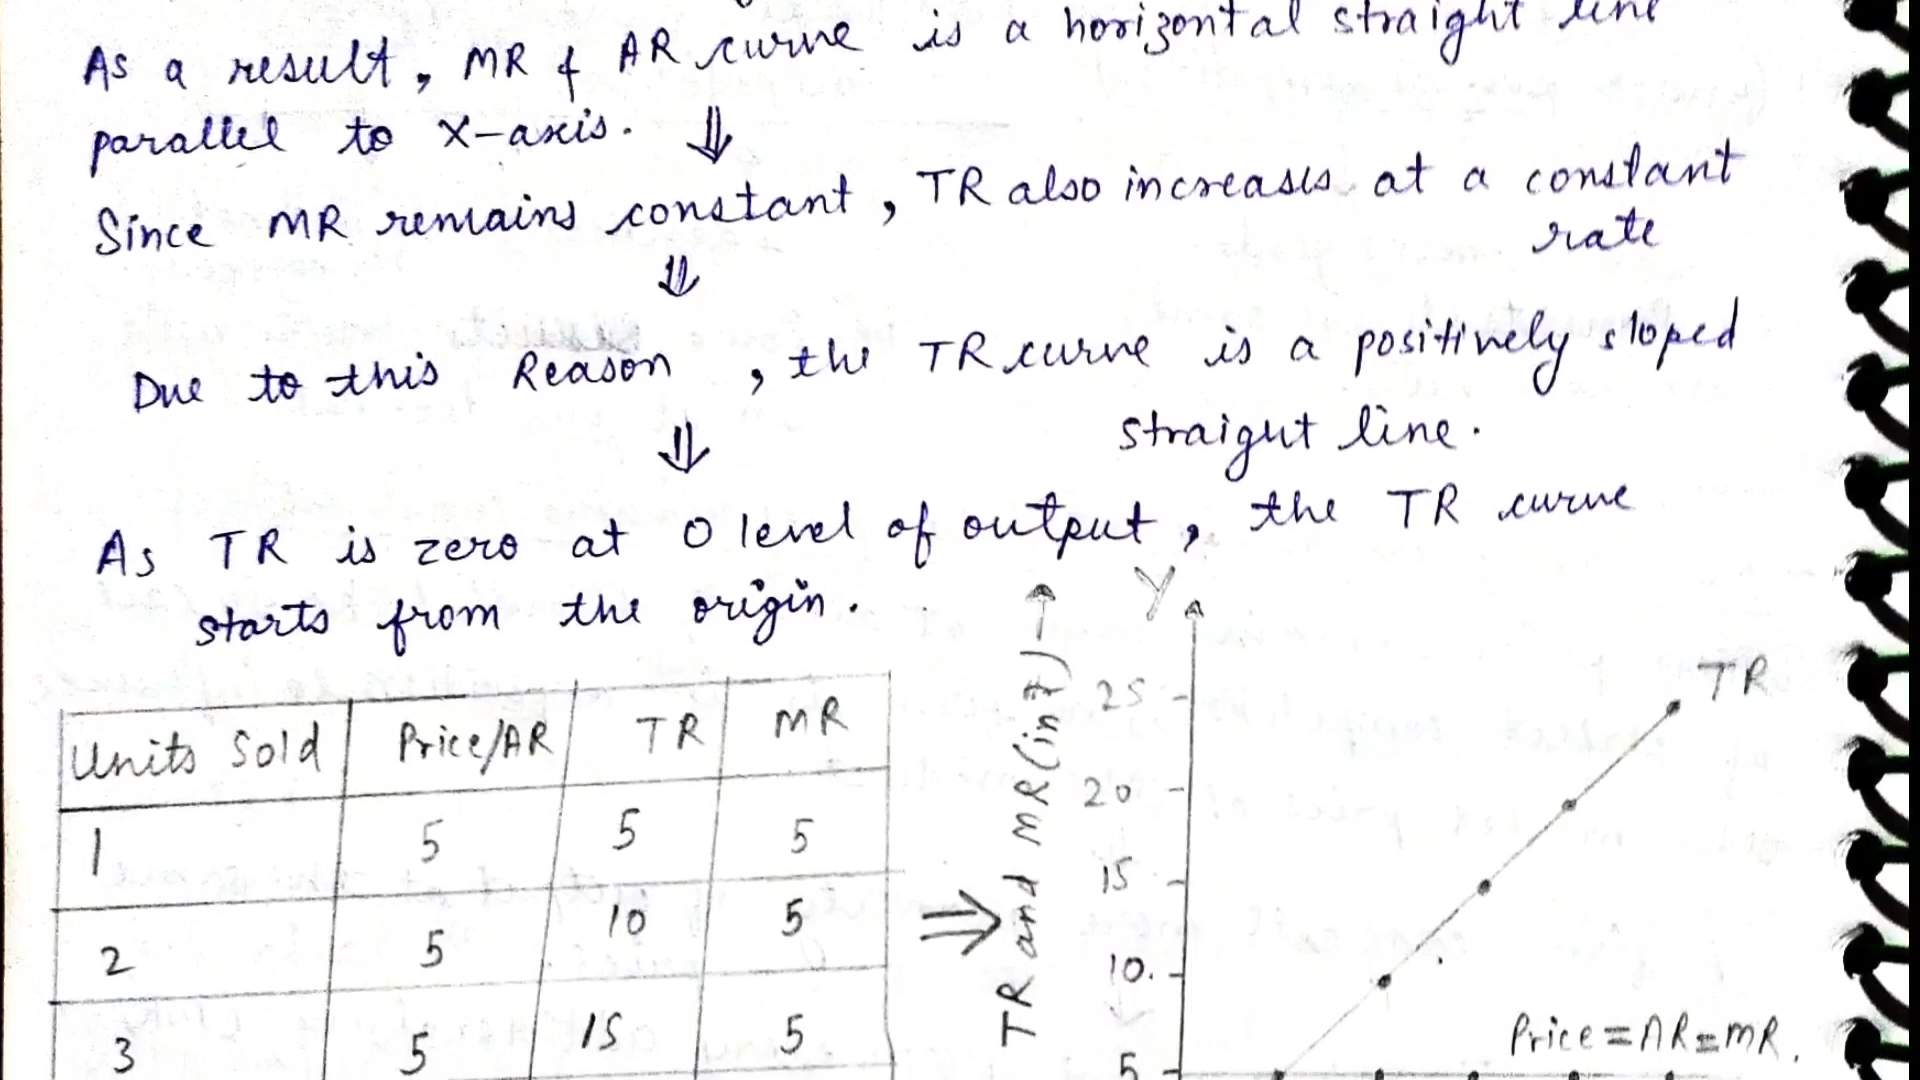 As a result, MR & AR curve is a horizontal straight line
parallel to X-axis. ⇓
Since MR remains constant, TR also increases at a constant
rate
⇓
Due to this Reason, the TR curve is a positively sloped
straight line.
⇓
As TR is zero at 0 level of output, the TR curve
starts from the origin.
Units Sold Price/AR TR MR
1 5 5 5
2 5 10 5
3 5 15 5
⇒
TR and MR (in ₹) →
Y
25
20
15
10.
5
TR
Price = AR = MR.